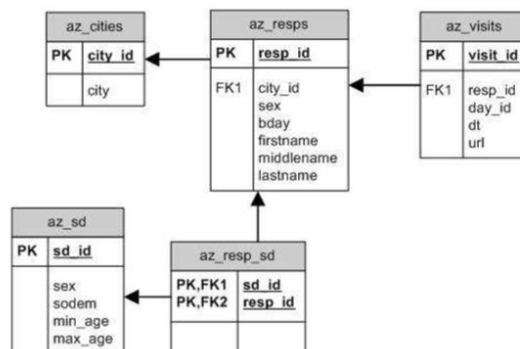 az_cities
PK city_id
city
az_resps
PK resp_id
FK1 city_id
sex
bday
firstname
middlename
lastname
az_visits
PK visit_id
FK1 resp_id
day_id
dt
url
az_sd
PK sd_id
sex
sodem
min_age
max_age
az_resp_sd
PK,FK1 sd_id
PK,FK2 resp_id